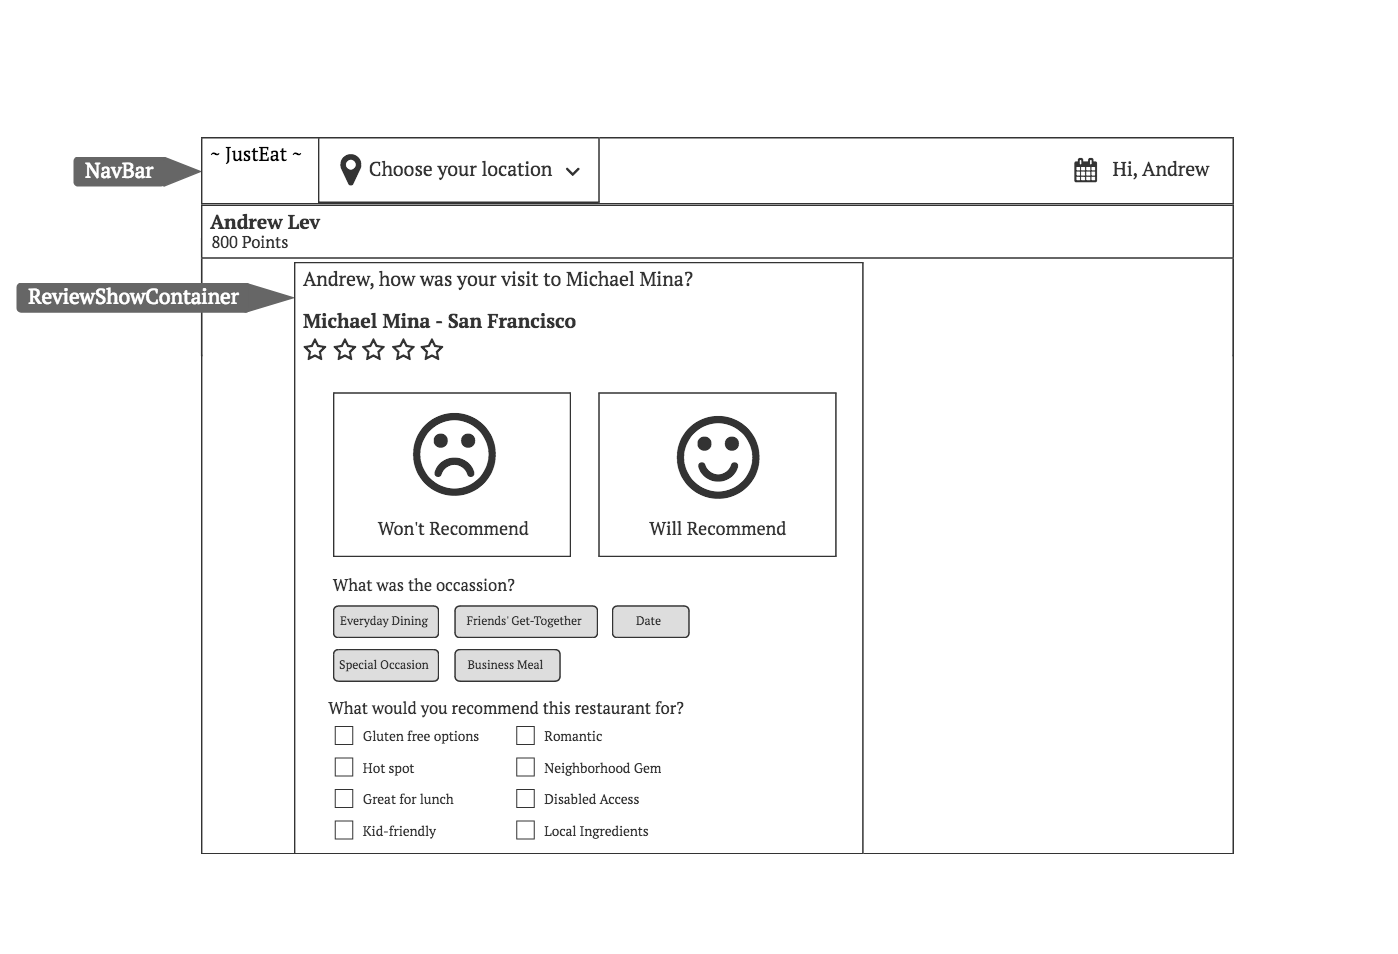 ~ JustEat ~
Choose your location
Hi, Andrew
NavBar
Andrew Lev
800 Points
Andrew, how was your visit to Michael Mina?
ReviewShowContainer
Michael Mina - San Francisco
Won't Recommend
Will Recommend
What was the occassion?
Everyday Dining
Friends' Get-Together
Date
Special Occasion
Business Meal
What would you recommend this restaurant for?
Gluten free options
Romantic
Hot spot
Neighborhood Gem
Great for lunch
Disabled Access
Kid-friendly
Local Ingredients